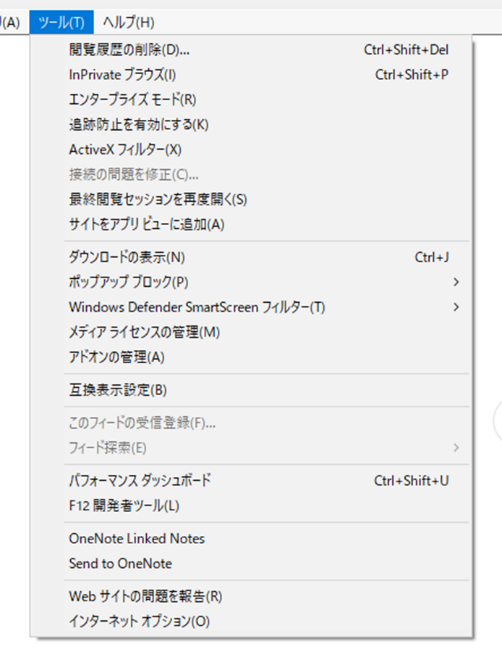 (A) ツール(T) ヘルプ(H)
閲覧履歴の削除(D)... Ctrl+Shift+Del
InPrivate ブラウズ(I) Ctrl+Shift+P
エンタープライズ モード(R)
追跡防止を有効にする(K)
ActiveX フィルター(X)
接続の問題を修正(C)...
最終閲覧セッションを再度開く(S)
サイトをアプリ ビューに追加(A)
ダウンロードの表示(N) Ctrl+J
ポップアップ ブロック(P)
Windows Defender SmartScreen フィルター(T)
メディア ライセンスの管理(M)
アドオンの管理(A)
互換表示設定(B)
このフィードの受信登録(F)...
フィード探索(E)
パフォーマンス ダッシュボード Ctrl+Shift+U
F12 開発者ツール(L)
OneNote Linked Notes
Send to OneNote
Web サイトの問題を報告(R)
インターネット オプション(O)